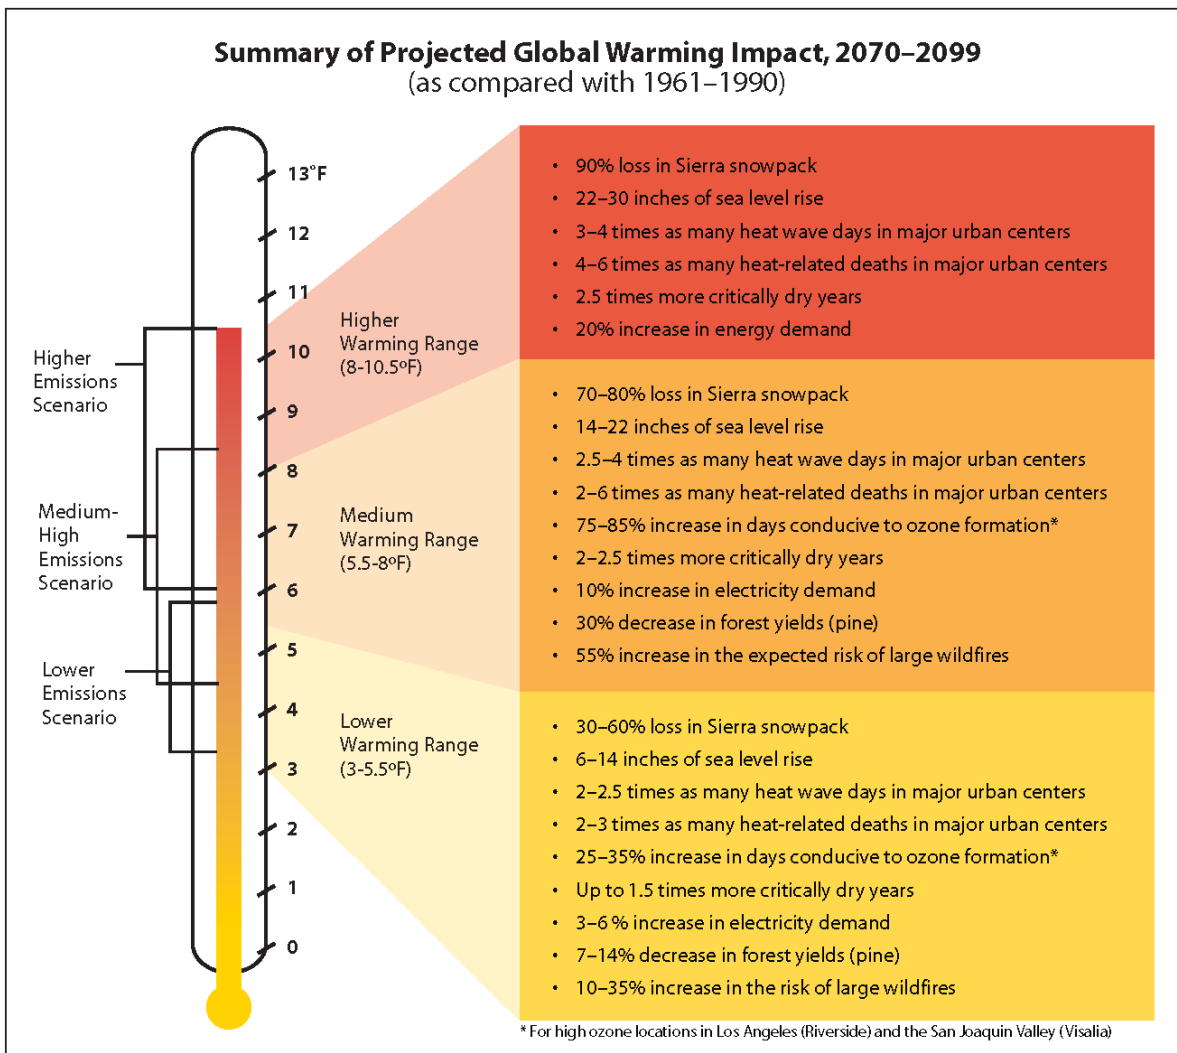 Summary of Projected Global Warming Impact, 2070–2099
(as compared with 1961–1990)
13°F
12
11
10
9
8
7
6
5
4
3
2
1
0
Higher
Emissions
Scenario
Medium-
High
Emissions
Scenario
Lower
Emissions
Scenario
Higher
Warming Range
(8-10.5ºF)
• 90% loss in Sierra snowpack
• 22–30 inches of sea level rise
• 3–4 times as many heat wave days in major urban centers
• 4–6 times as many heat-related deaths in major urban centers
• 2.5 times more critically dry years
• 20% increase in energy demand
Medium
Warming Range
(5.5-8ºF)
• 70–80% loss in Sierra snowpack
• 14–22 inches of sea level rise
• 2.5–4 times as many heat wave days in major urban centers
• 2–6 times as many heat-related deaths in major urban centers
• 75–85% increase in days conducive to ozone formation*
• 2–2.5 times more critically dry years
• 10% increase in electricity demand
• 30% decrease in forest yields (pine)
• 55% increase in the expected risk of large wildfires
Lower
Warming Range
(3-5.5ºF)
• 30–60% loss in Sierra snowpack
• 6–14 inches of sea level rise
• 2–2.5 times as many heat wave days in major urban centers
• 2–3 times as many heat-related deaths in major urban centers
• 25–35% increase in days conducive to ozone formation*
• Up to 1.5 times more critically dry years
• 3–6 % increase in electricity demand
• 7–14% decrease in forest yields (pine)
• 10–35% increase in the risk of large wildfires
* For high ozone locations in Los Angeles (Riverside) and the San Joaquin Valley (Visalia)